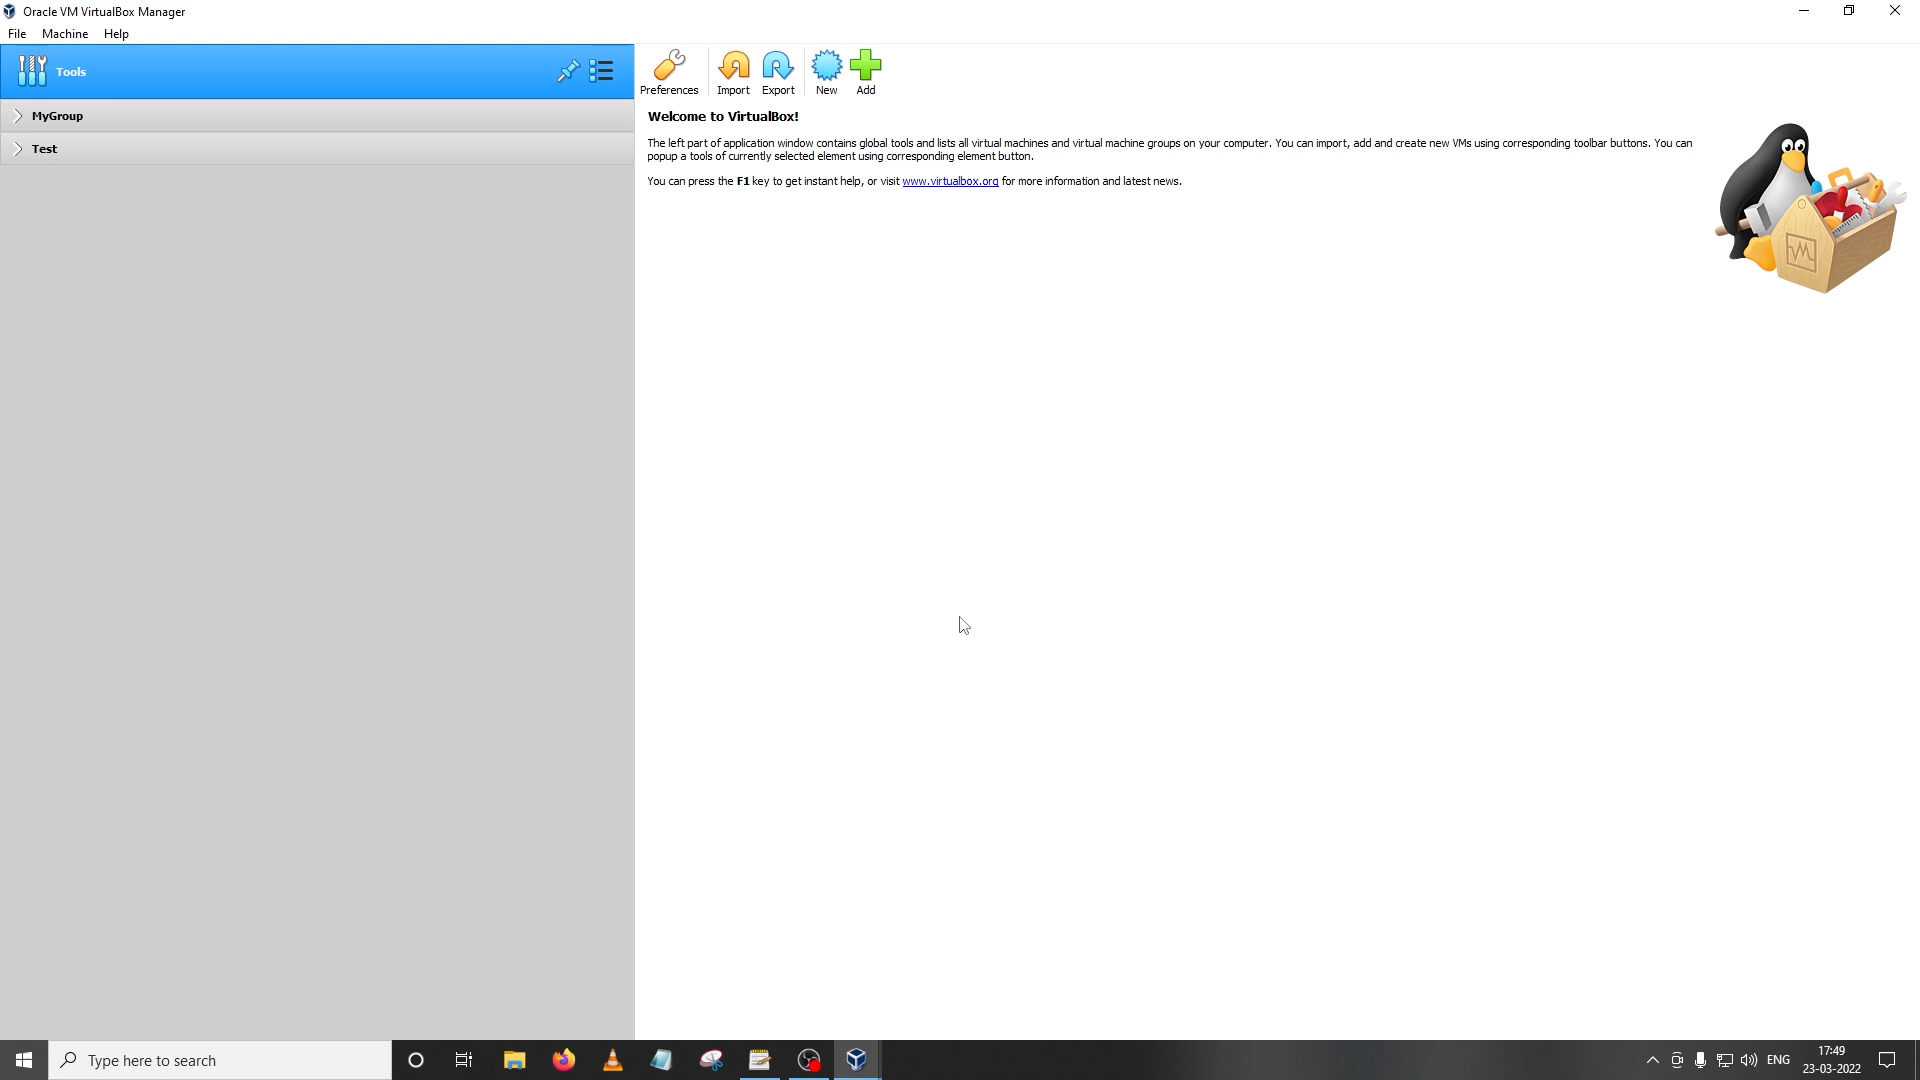 Oracle VM VirtualBox Manager
File Machine Help
Tools
MyGroup
Test
Preferences Import Export New Add
Welcome to VirtualBox!
The left part of application window contains global tools and lists all virtual machines and virtual machine groups on your computer. You can import, add and create new VMs using corresponding toolbar buttons. You can
popup a tools of currently selected element using corresponding element button.
You can press the F1 key to get instant help, or visit www.virtualbox.org for more information and latest news.
Type here to search
ENG
17:49
23-03-2022